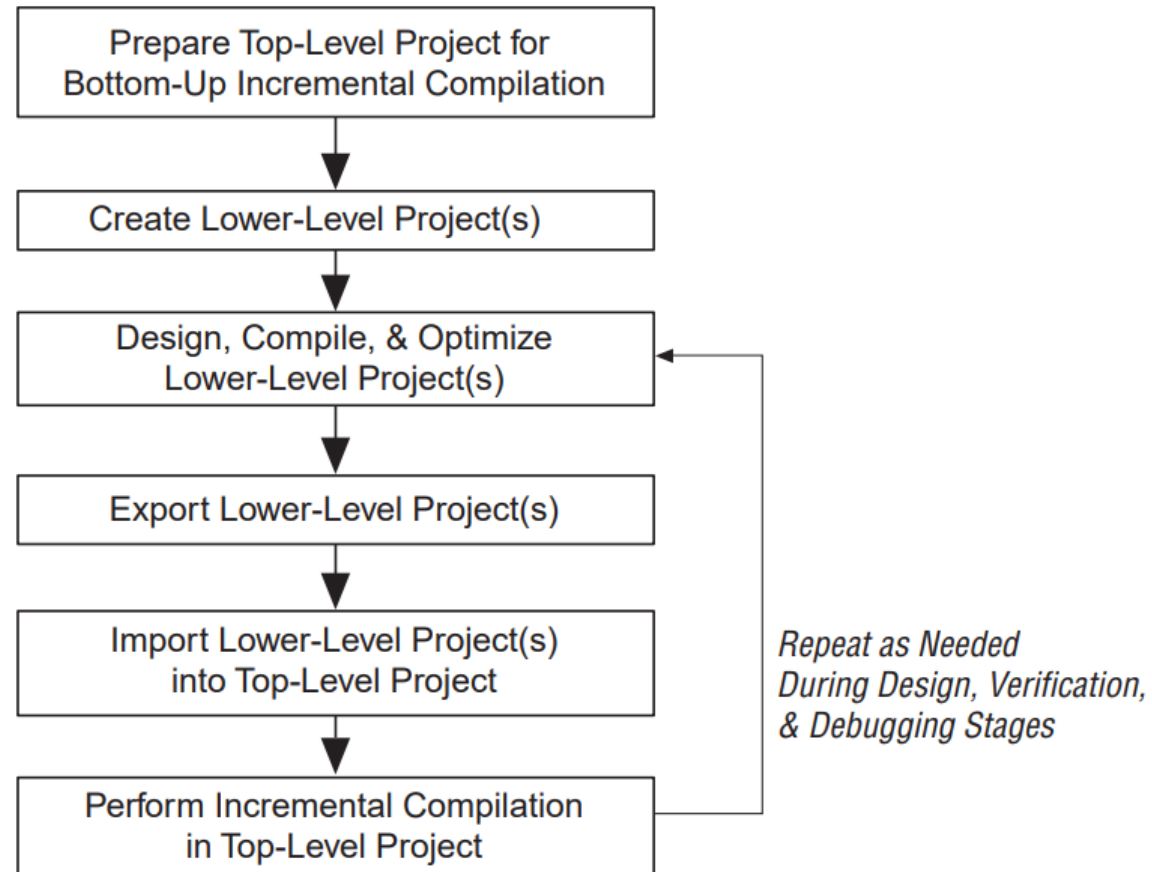 Prepare Top-Level Project for
Bottom-Up Incremental Compilation
Create Lower-Level Project(s)
Design, Compile, & Optimize
Lower-Level Project(s)
Export Lower-Level Project(s)
Import Lower-Level Project(s)
into Top-Level Project
Repeat as Needed
During Design, Verification,
& Debugging Stages
Perform Incremental Compilation
in Top-Level Project